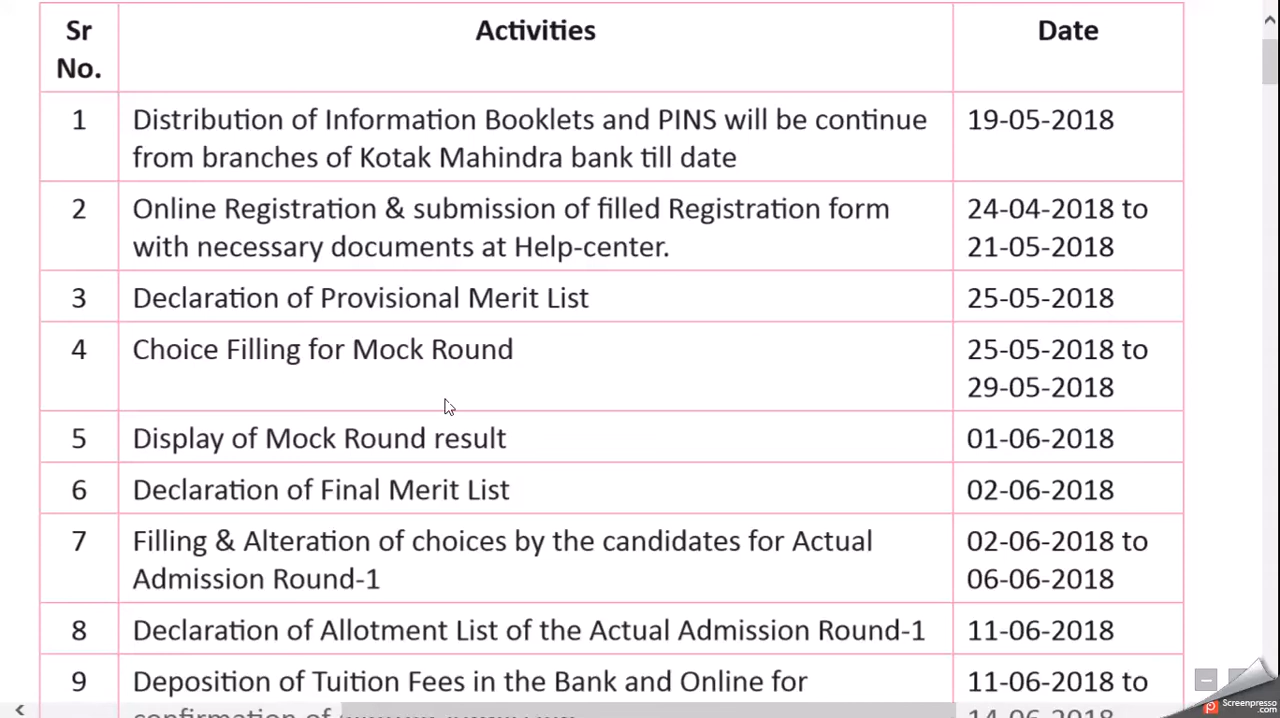 Sr No.
Activities
Date
1
Distribution of Information Booklets and PINS will be continue
from branches of Kotak Mahindra bank till date
19-05-2018
2
Online Registration & submission of filled Registration form
with necessary documents at Help-center.
24-04-2018 to
21-05-2018
3
Declaration of Provisional Merit List
25-05-2018
4
Choice Filling for Mock Round
25-05-2018 to
29-05-2018
5
Display of Mock Round result
01-06-2018
6
Declaration of Final Merit List
02-06-2018
7
Filling & Alteration of choices by the candidates for Actual
Admission Round-1
02-06-2018 to
06-06-2018
8
Declaration of Allotment List of the Actual Admission Round-1
11-06-2018
9
Deposition of Tuition Fees in the Bank and Online for
confirmation of
11-06-2018 to
14-06-2018
Screenpresso
.com